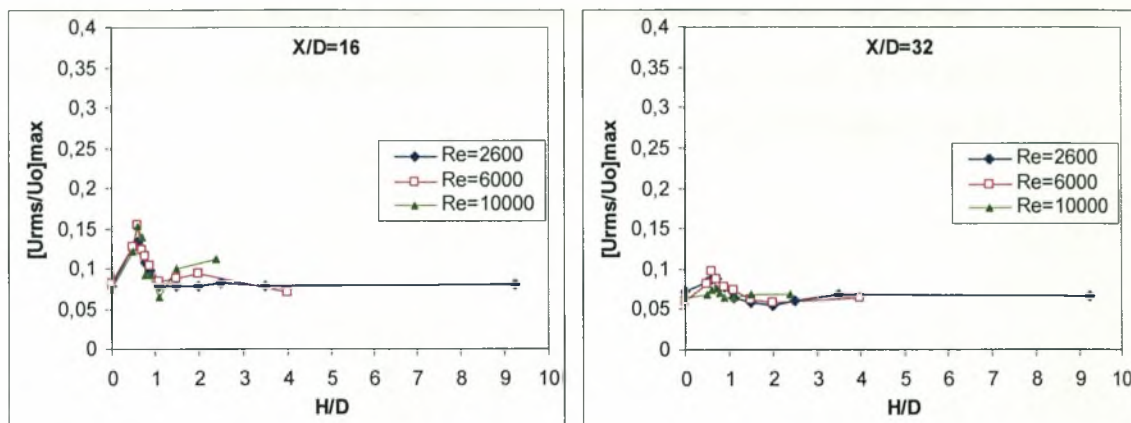 X/D=16
[Urms/Uo]max
0,4
0,35
0,3
0,25
0,2
0,15
0,1
0,05
0
0 1 2 3 4 5 6 7 8 9 10
H/D
Re=2600
Re=6000
Re=10000
X/D=32
[Urms/Uo]max
0,4
0,35
0,3
0,25
0,2
0,15
0,1
0,05
0
0 1 2 3 4 5 6 7 8 9 10
H/D
Re=2600
Re=6000
Re=10000